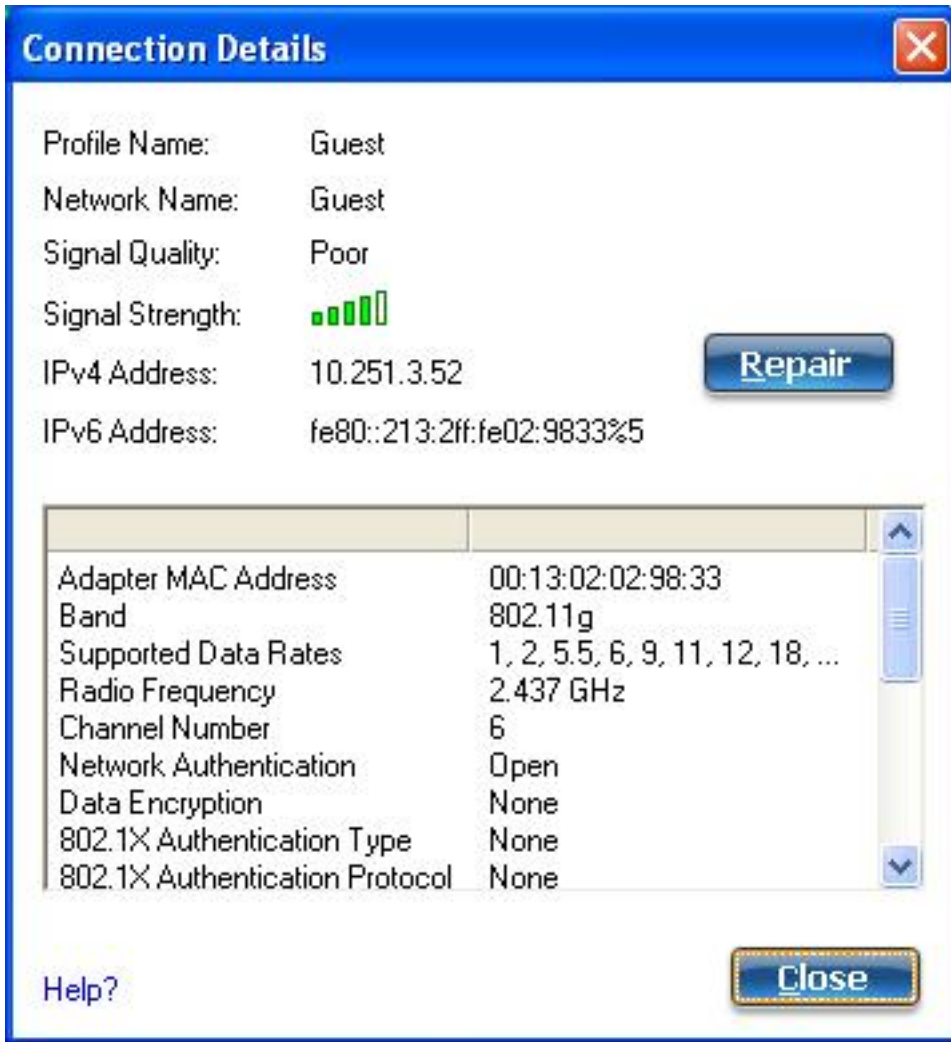 Connection Details
Profile Name: Guest
Network Name: Guest
Signal Quality: Poor
Signal Strength:
IPv4 Address: 10.251.3.52
Repair
IPv6 Address: fe80::213:2ff:fe02:9833%5
Adapter MAC Address 00:13:02:02:98:33
Band 802.11g
Supported Data Rates 1, 2, 5.5, 6, 9, 11, 12, 18, ...
Radio Frequency 2.437 GHz
Channel Number 6
Network Authentication Open
Data Encryption None
802.1X Authentication Type None
802.1X Authentication Protocol None
Help?
Close